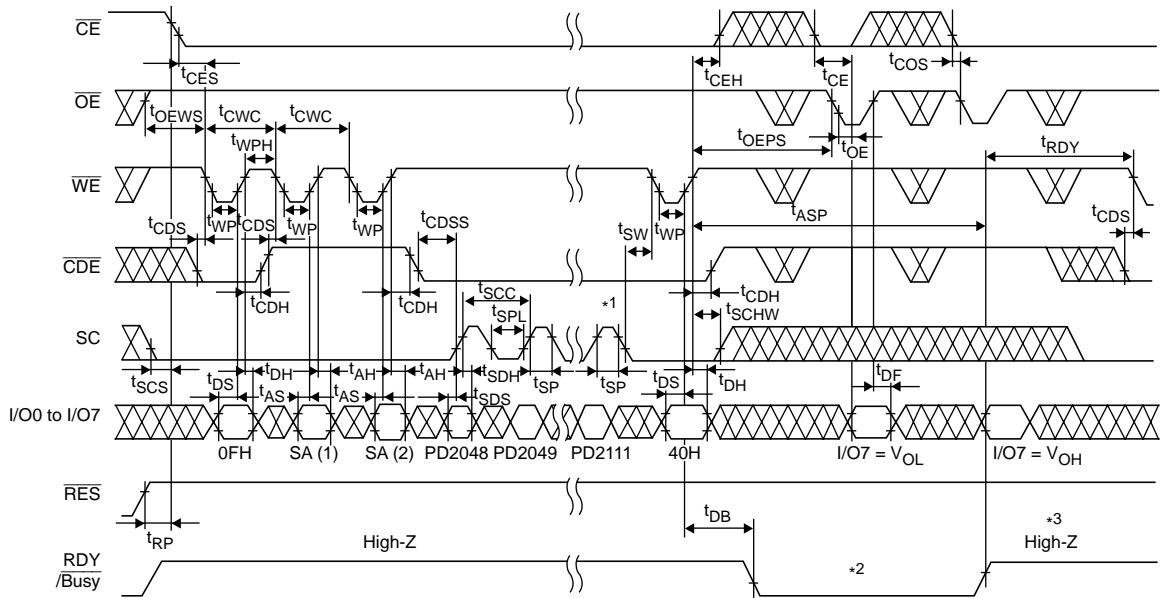 CE
tCES
tCEH
tCE
tCOS
OE
tOEWS
tCWC
tCWC
tWPH
tOEPS
tOE
tRDY
WE
tCDS
tWP
tCDS
tWP
tWP
tCDSS
tSW
tWP
tASP
tCDS
CDE
tCDH
tCDH
tSCC
tSPL
*1
tCDH
tSCHW
SC
tSCS
tDS
tDH
tAS
tAH
tAS
tAH
tSDH
tSDS
tSP
tSP
tDS
tDH
tDF
I/O0 to I/O7
0FH
SA (1)
SA (2)
PD2048
PD2049
PD2111
40H
I/O7 = VOL
I/O7 = VOH
RES
tRP
tDB
*3
RDY
/Busy
High-Z
*2
High-Z